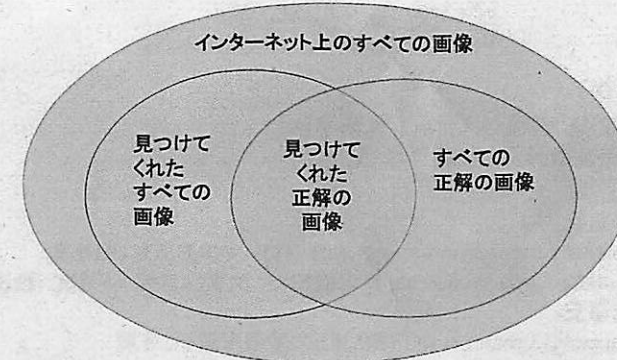 インターネット上のすべての画像
見つけて
くれた
すべての
画像
見つけて
くれた
正解の
画像
すべての
正解の画像